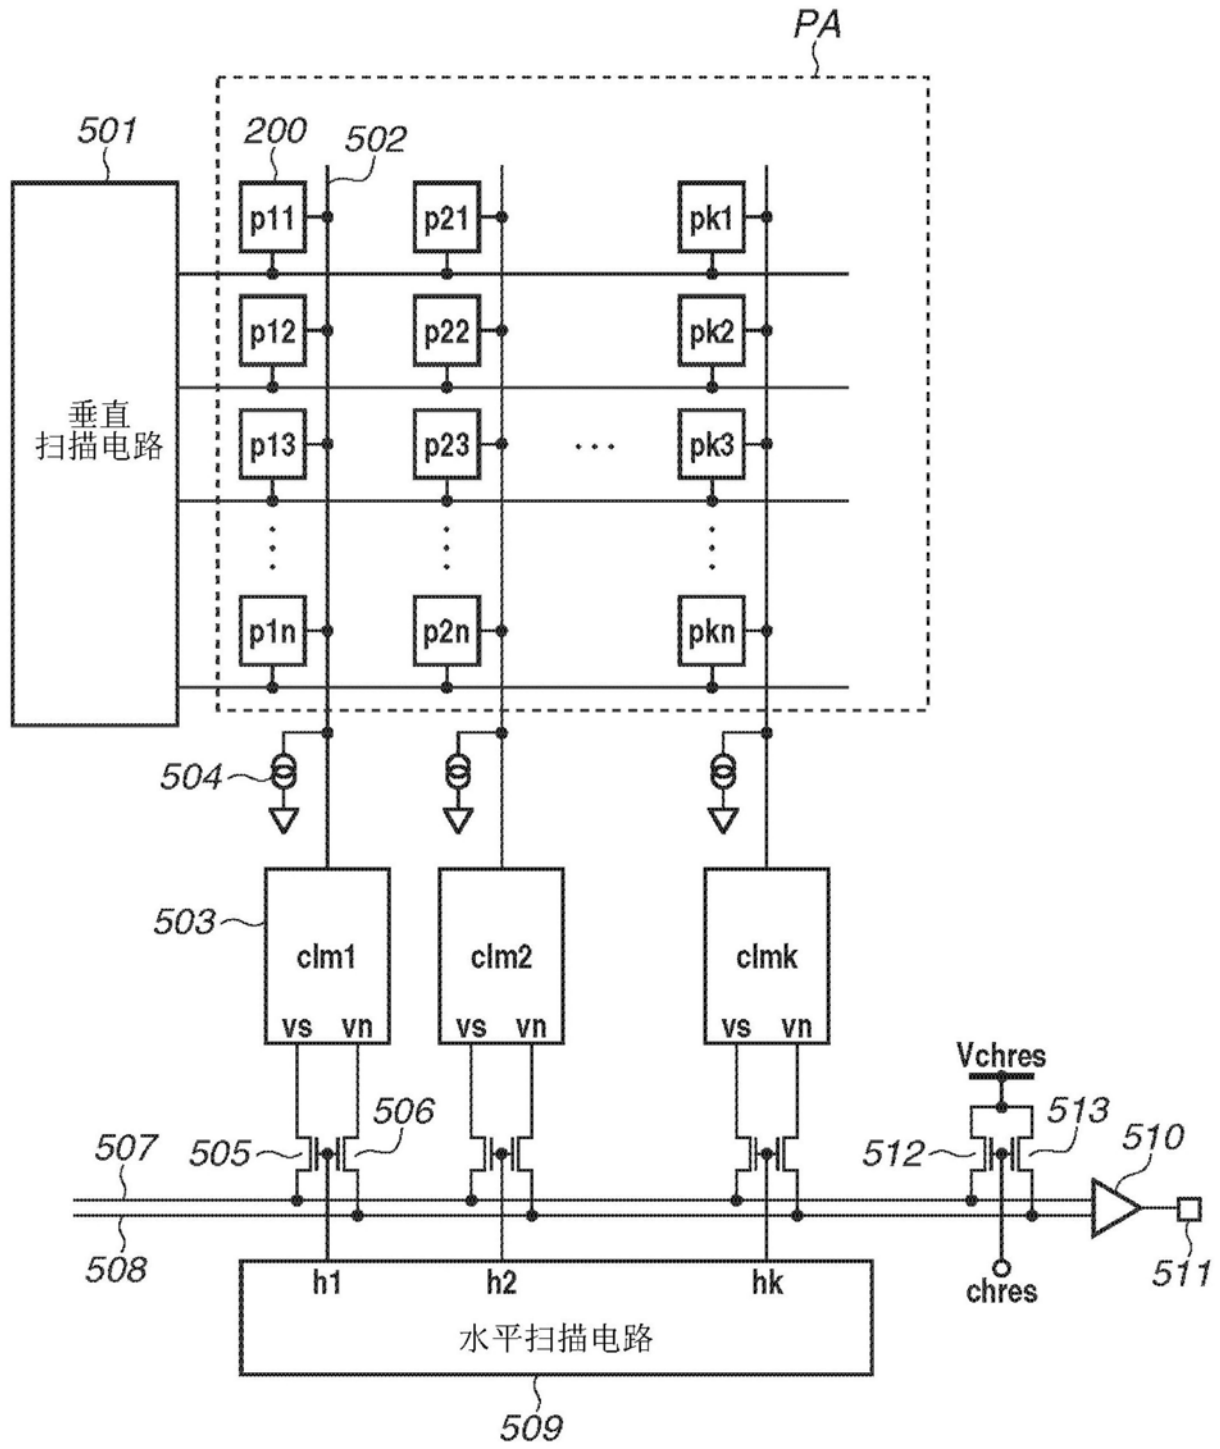 PA
501
200
502
p11
p21
pk1
p12
p22
pk2
垂直
扫描电路
p13
p23
...
pk3
p1n
p2n
pkn
504
503
clm1
clm2
clmk
vs
vn
vs
vn
vs
vn
Vchres
505
506
512
513
510
507
508
511
h1
h2
hk
chres
水平扫描电路
509